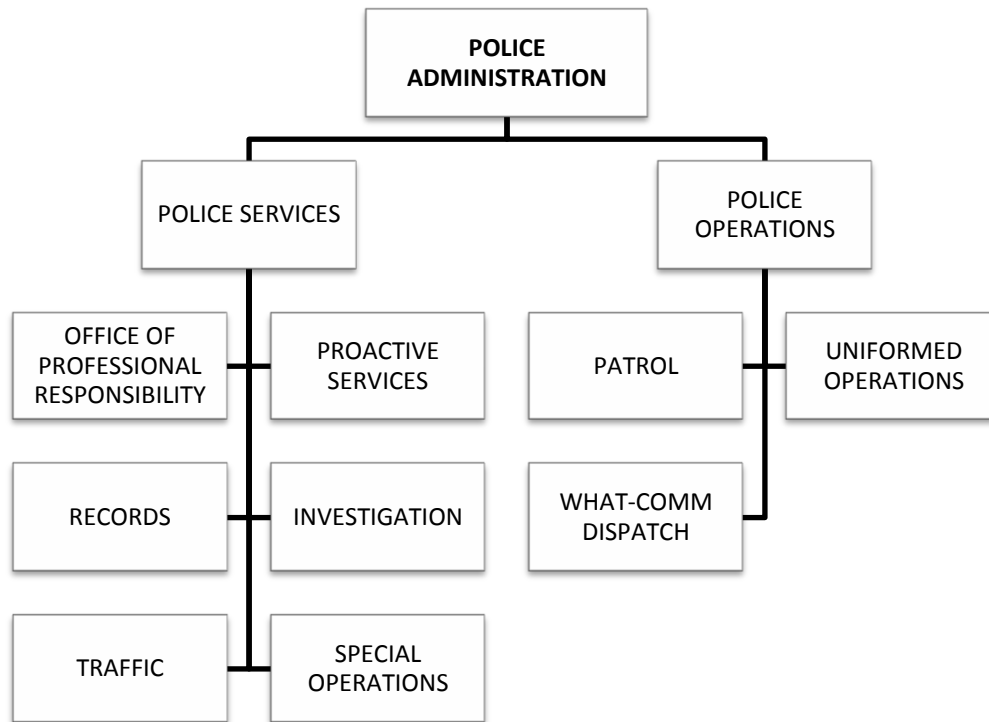 POLICE
ADMINISTRATION
POLICE SERVICES
POLICE
OPERATIONS
OFFICE OF
PROFESSIONAL
RESPONSIBILITY
PROACTIVE
SERVICES
PATROL
UNIFORMED
OPERATIONS
RECORDS
INVESTIGATION
WHAT-COMM
DISPATCH
TRAFFIC
SPECIAL
OPERATIONS